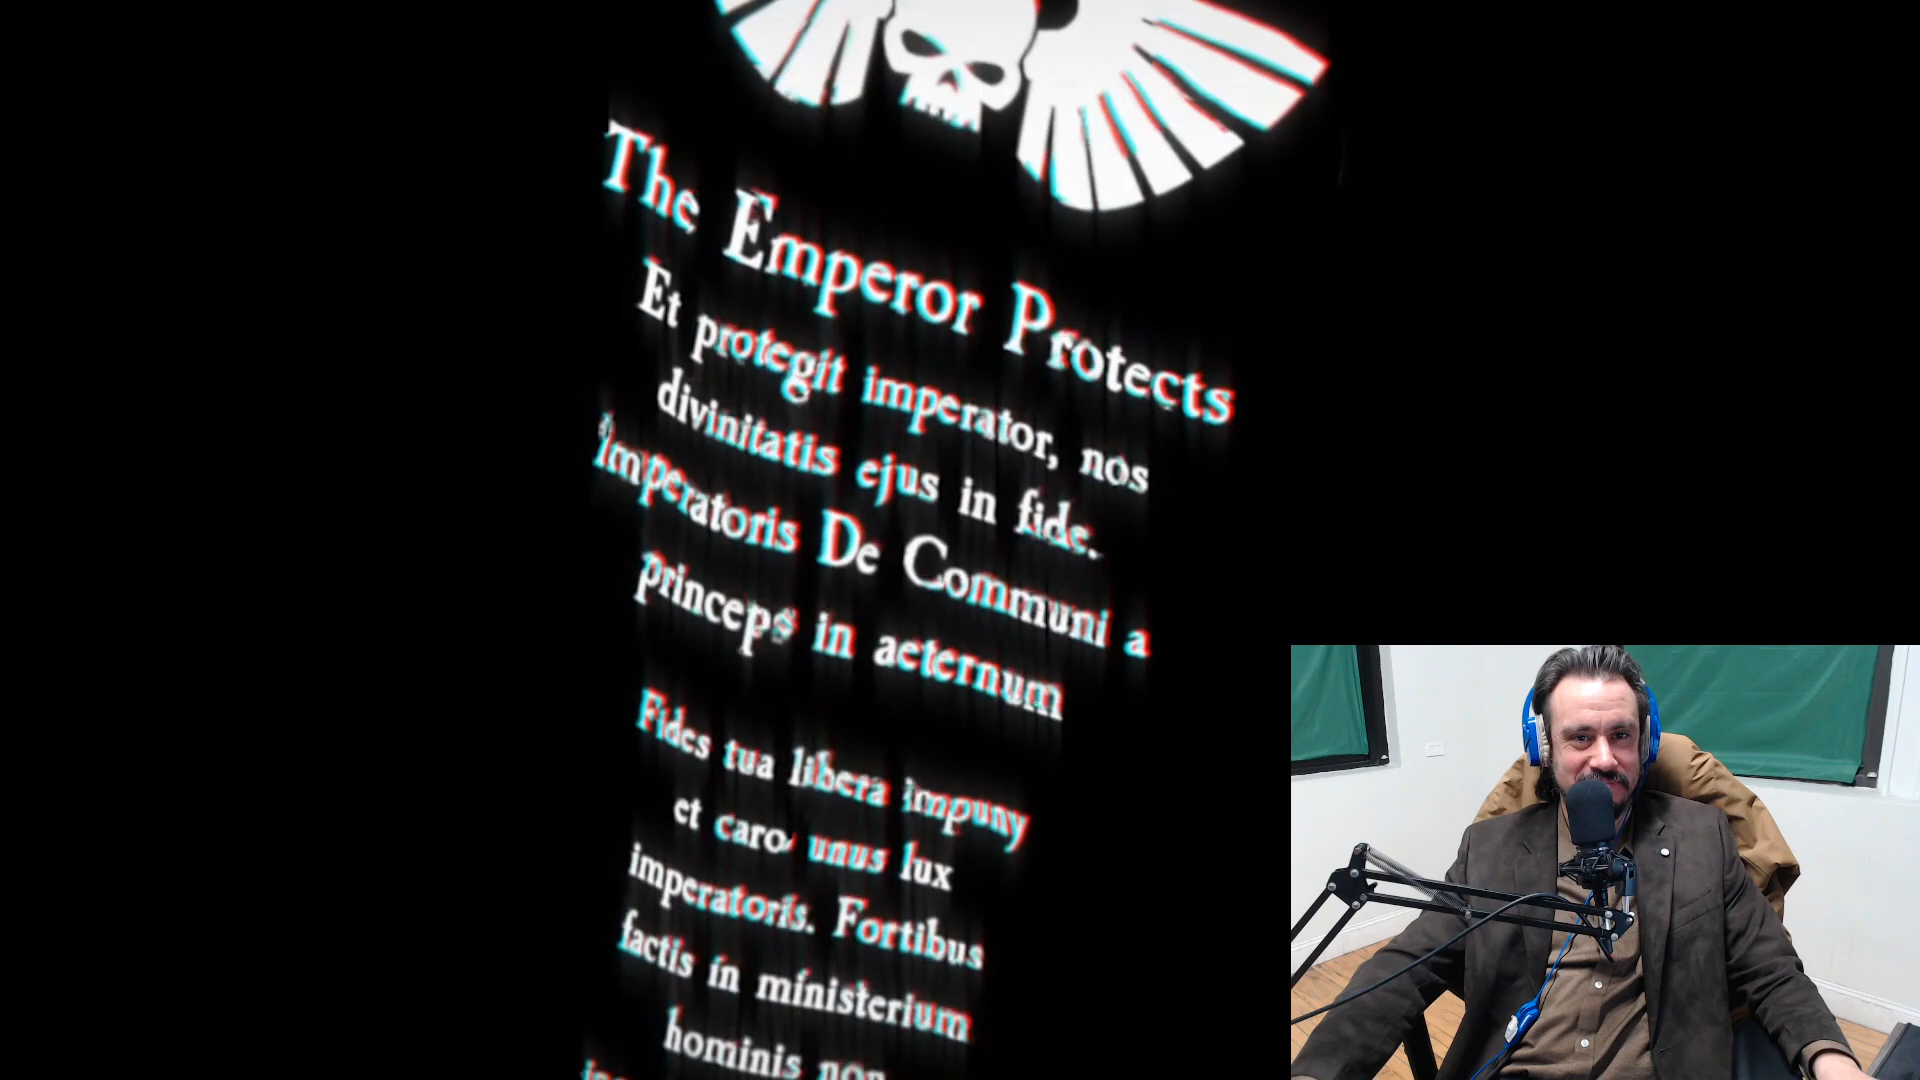 The Emperor Protects
Et protegit imperator, nos
divinitatis ejus in fide.
Imperatoris De Communi a
princeps in aeternum
Fides tua libera impuny
et caro unus lux
imperatoris. Fortibus
factis in ministerium
hominis non